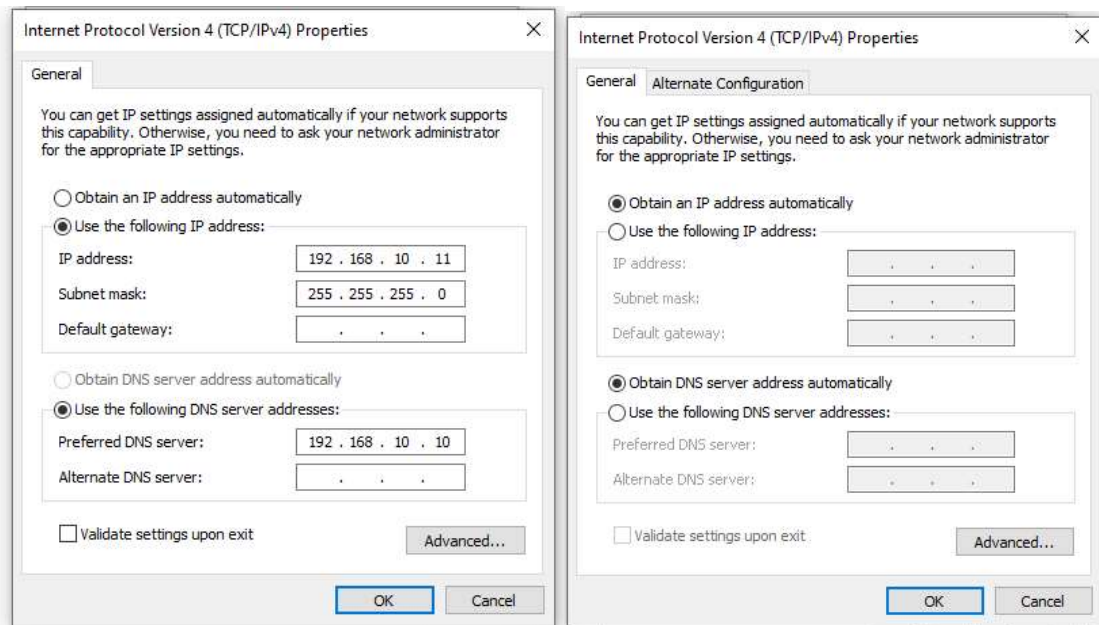 Internet Protocol Version 4 (TCP/IPv4) Properties
General
You can get IP settings assigned automatically if your network supports
this capability. Otherwise, you need to ask your network administrator
for the appropriate IP settings.
Obtain an IP address automatically
Use the following IP address:
IP address: 192 . 168 . 10 . 11
Subnet mask: 255 . 255 . 255 . 0
Default gateway: . . .
Obtain DNS server address automatically
Use the following DNS server addresses:
Preferred DNS server: 192 . 168 . 10 . 10
Alternate DNS server: . . .
Validate settings upon exit
Advanced...
OK Cancel
Internet Protocol Version 4 (TCP/IPv4) Properties
General Alternate Configuration
You can get IP settings assigned automatically if your network supports
this capability. Otherwise, you need to ask your network administrator
for the appropriate IP settings.
Obtain an IP address automatically
Use the following IP address:
IP address: . . .
Subnet mask: . . .
Default gateway: . . .
Obtain DNS server address automatically
Use the following DNS server addresses:
Preferred DNS server: . . .
Alternate DNS server: . . .
Validate settings upon exit
Advanced...
OK Cancel